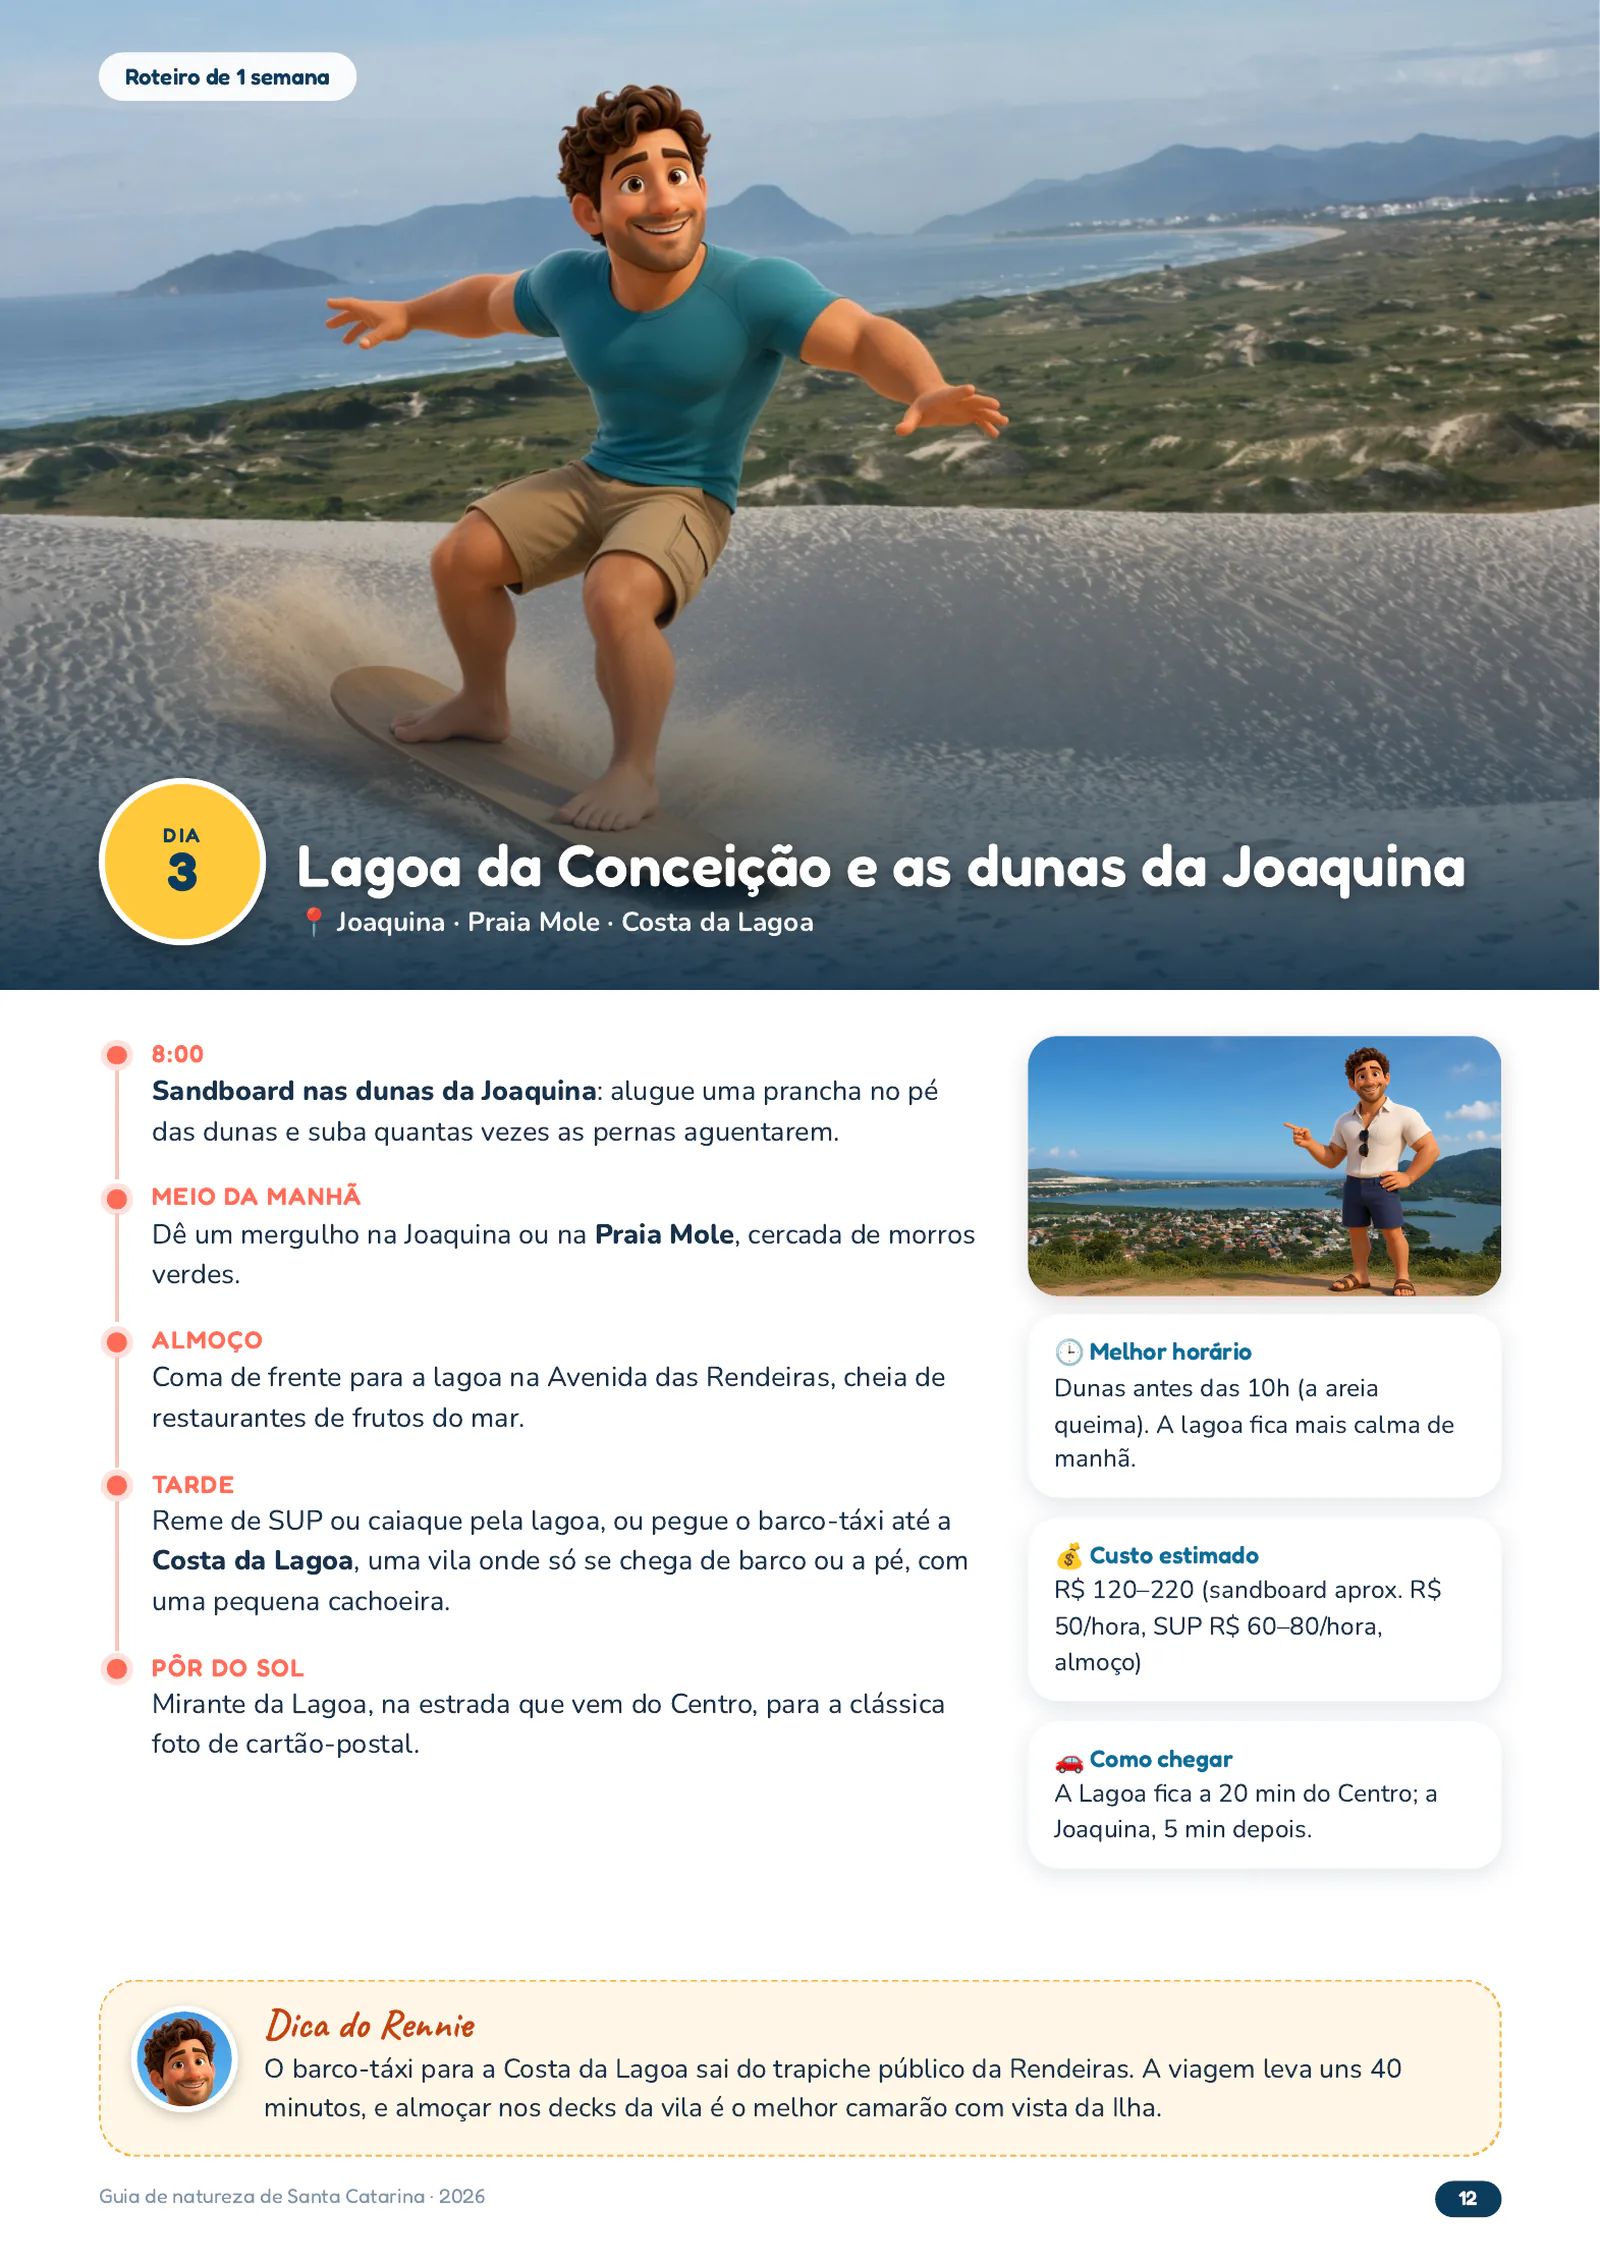 Roteiro de 1 semana
DIA
3
Lagoa da Conceição e as dunas da Joaquina
📍 Joaquina · Praia Mole · Costa da Lagoa
8:00
Sandboard nas dunas da Joaquina: alugue uma prancha no pé
das dunas e suba quantas vezes as pernas aguentarem.
MEIO DA MANHÃ
Dê um mergulho na Joaquina ou na Praia Mole, cercada de morros
verdes.
ALMOÇO
Coma de frente para a lagoa na Avenida das Rendeiras, cheia de
restaurantes de frutos do mar.
TARDE
Reme de SUP ou caiaque pela lagoa, ou pegue o barco-táxi até a
Costa da Lagoa, uma vila onde só se chega de barco ou a pé, com
uma pequena cachoeira.
PÔR DO SOL
Mirante da Lagoa, na estrada que vem do Centro, para a clássica
foto de cartão-postal.
🕒 Melhor horário
Dunas antes das 10h (a areia
queima). A lagoa fica mais calma de
manhã.
💰 Custo estimado
R$ 120–220 (sandboard aprox. R$
50/hora, SUP R$ 60–80/hora,
almoço)
🚗 Como chegar
A Lagoa fica a 20 min do Centro; a
Joaquina, 5 min depois.
Dica do Rennie
O barco-táxi para a Costa da Lagoa sai do trapiche público da Rendeiras. A viagem leva uns 40
minutos, e almoçar nos decks da vila é o melhor camarão com vista da Ilha.
Guia de natureza de Santa Catarina · 2026
12